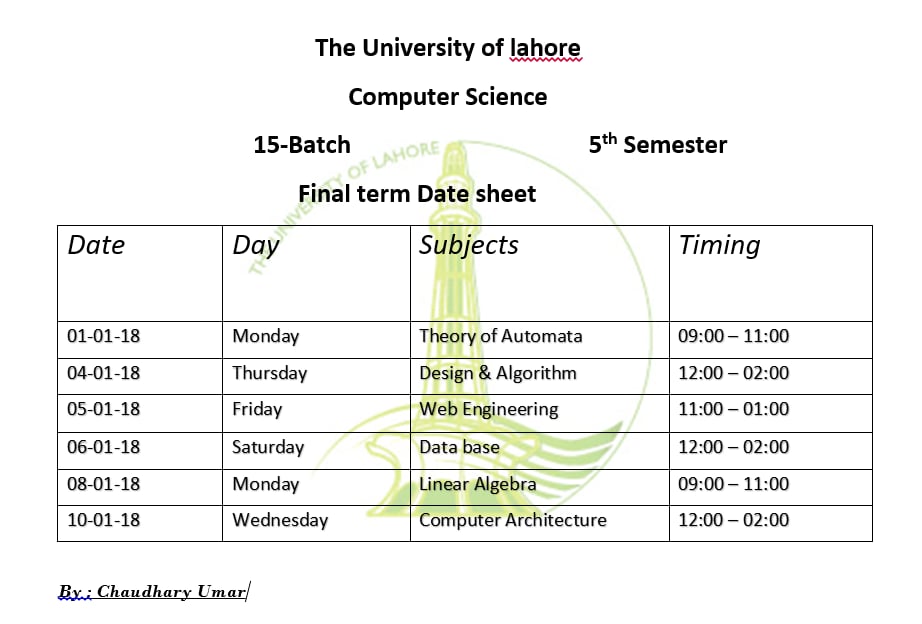 The University of lahore
Computer Science
15-Batch 5th Semester
THE UNIVERSITY OF LAHORE
Final term Date sheet
Date Day Subjects Timing
01-01-18 Monday Theory of Automata 09:00 – 11:00
04-01-18 Thursday Design & Algorithm 12:00 – 02:00
05-01-18 Friday Web Engineering 11:00 – 01:00
06-01-18 Saturday Data base 12:00 – 02:00
08-01-18 Monday Linear Algebra 09:00 – 11:00
10-01-18 Wednesday Computer Architecture 12:00 – 02:00
By : Chaudhary Umar